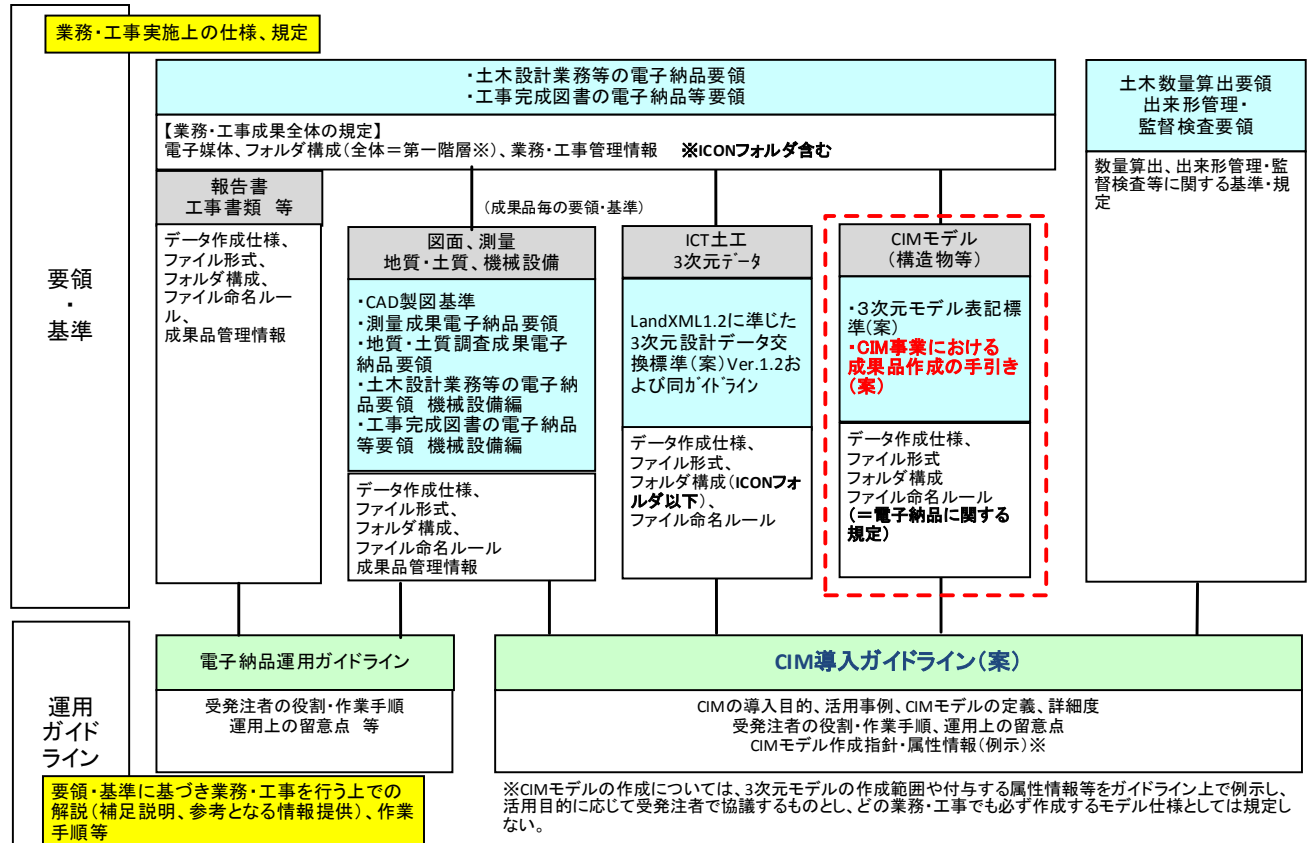 業務・工事実施上の仕様、規定
要領
・
基準
・土木設計業務等の電子納品要領
・工事完成図書の電子納品等要領
【業務・工事成果全体の規定】
電子媒体、フォルダ構成(全体=第一階層※)、業務・工事管理情報　※ICONフォルダ含む
土木数量算出要領
出来形管理・
監督検査要領
数量算出、出来形管理・監
督検査等に関する基準・規
定
報告書
工事書類　等
データ作成仕様、
ファイル形式、
フォルダ構成、
ファイル命名ルー
ル、
成果品管理情報
(成果品毎の要領・基準)
図面、測量
地質・土質、機械設備
・CAD製図基準
・測量成果電子納品要領
・地質・土質調査成果電子
納品要領
・土木設計業務等の電子納
品要領　機械設備編
・工事完成図書の電子納品
等要領　機械設備編
データ作成仕様、
ファイル形式、
フォルダ構成、
ファイル命名ルール
成果品管理情報
ICT土工
3次元ﾃﾞｰﾀ
LandXML1.2に準じた
3次元設計データ交
換標準(案)Ver.1.2お
よび同ｶﾞｲﾄﾞﾗｲﾝ
データ作成仕様、
ファイル形式、
フォルダ構成(ICONフォ
ルダ以下)、
ファイル命名ルール
CIMモデル
(構造物等)
・3次元モデル表記標
準(案)
・CIM事業における
成果品作成の手引き
(案)
データ作成仕様、
ファイル形式
フォルダ構成
ファイル命名ルール
(=電子納品に関する
規定)
運用
ガイド
ライン
電子納品運用ガイドライン
受発注者の役割・作業手順
運用上の留意点　等
CIM導入ガイドライン(案)
CIMの導入目的、活用事例、CIMモデルの定義、詳細度
受発注者の役割・作業手順、運用上の留意点
CIMモデル作成指針・属性情報(例示)※
要領・基準に基づき業務・工事を行う上での
解説(補足説明、参考となる情報提供)、作業
手順等
※CIMモデルの作成については、3次元モデルの作成範囲や付与する属性情報等をガイドライン上で例示し、
活用目的に応じて受発注者で協議するものとし、どの業務・工事でも必ず作成するモデル仕様としては規定し
ない。